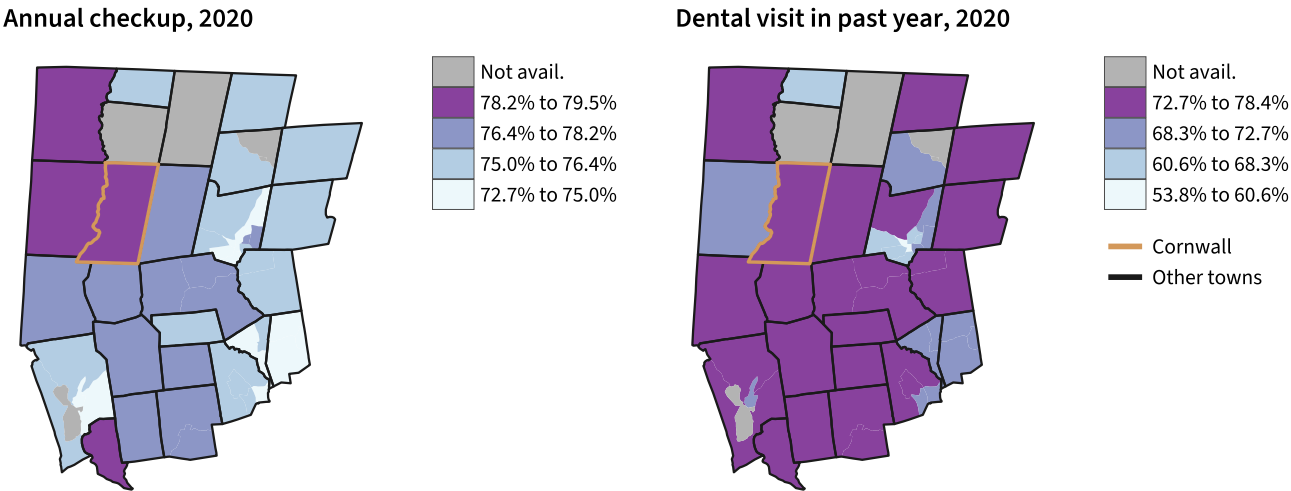 Annual checkup, 2020
Not avail.
78.2% to 79.5%
76.4% to 78.2%
75.0% to 76.4%
72.7% to 75.0%
Dental visit in past year, 2020
Not avail.
72.7% to 78.4%
68.3% to 72.7%
60.6% to 68.3%
53.8% to 60.6%
Cornwall
Other towns